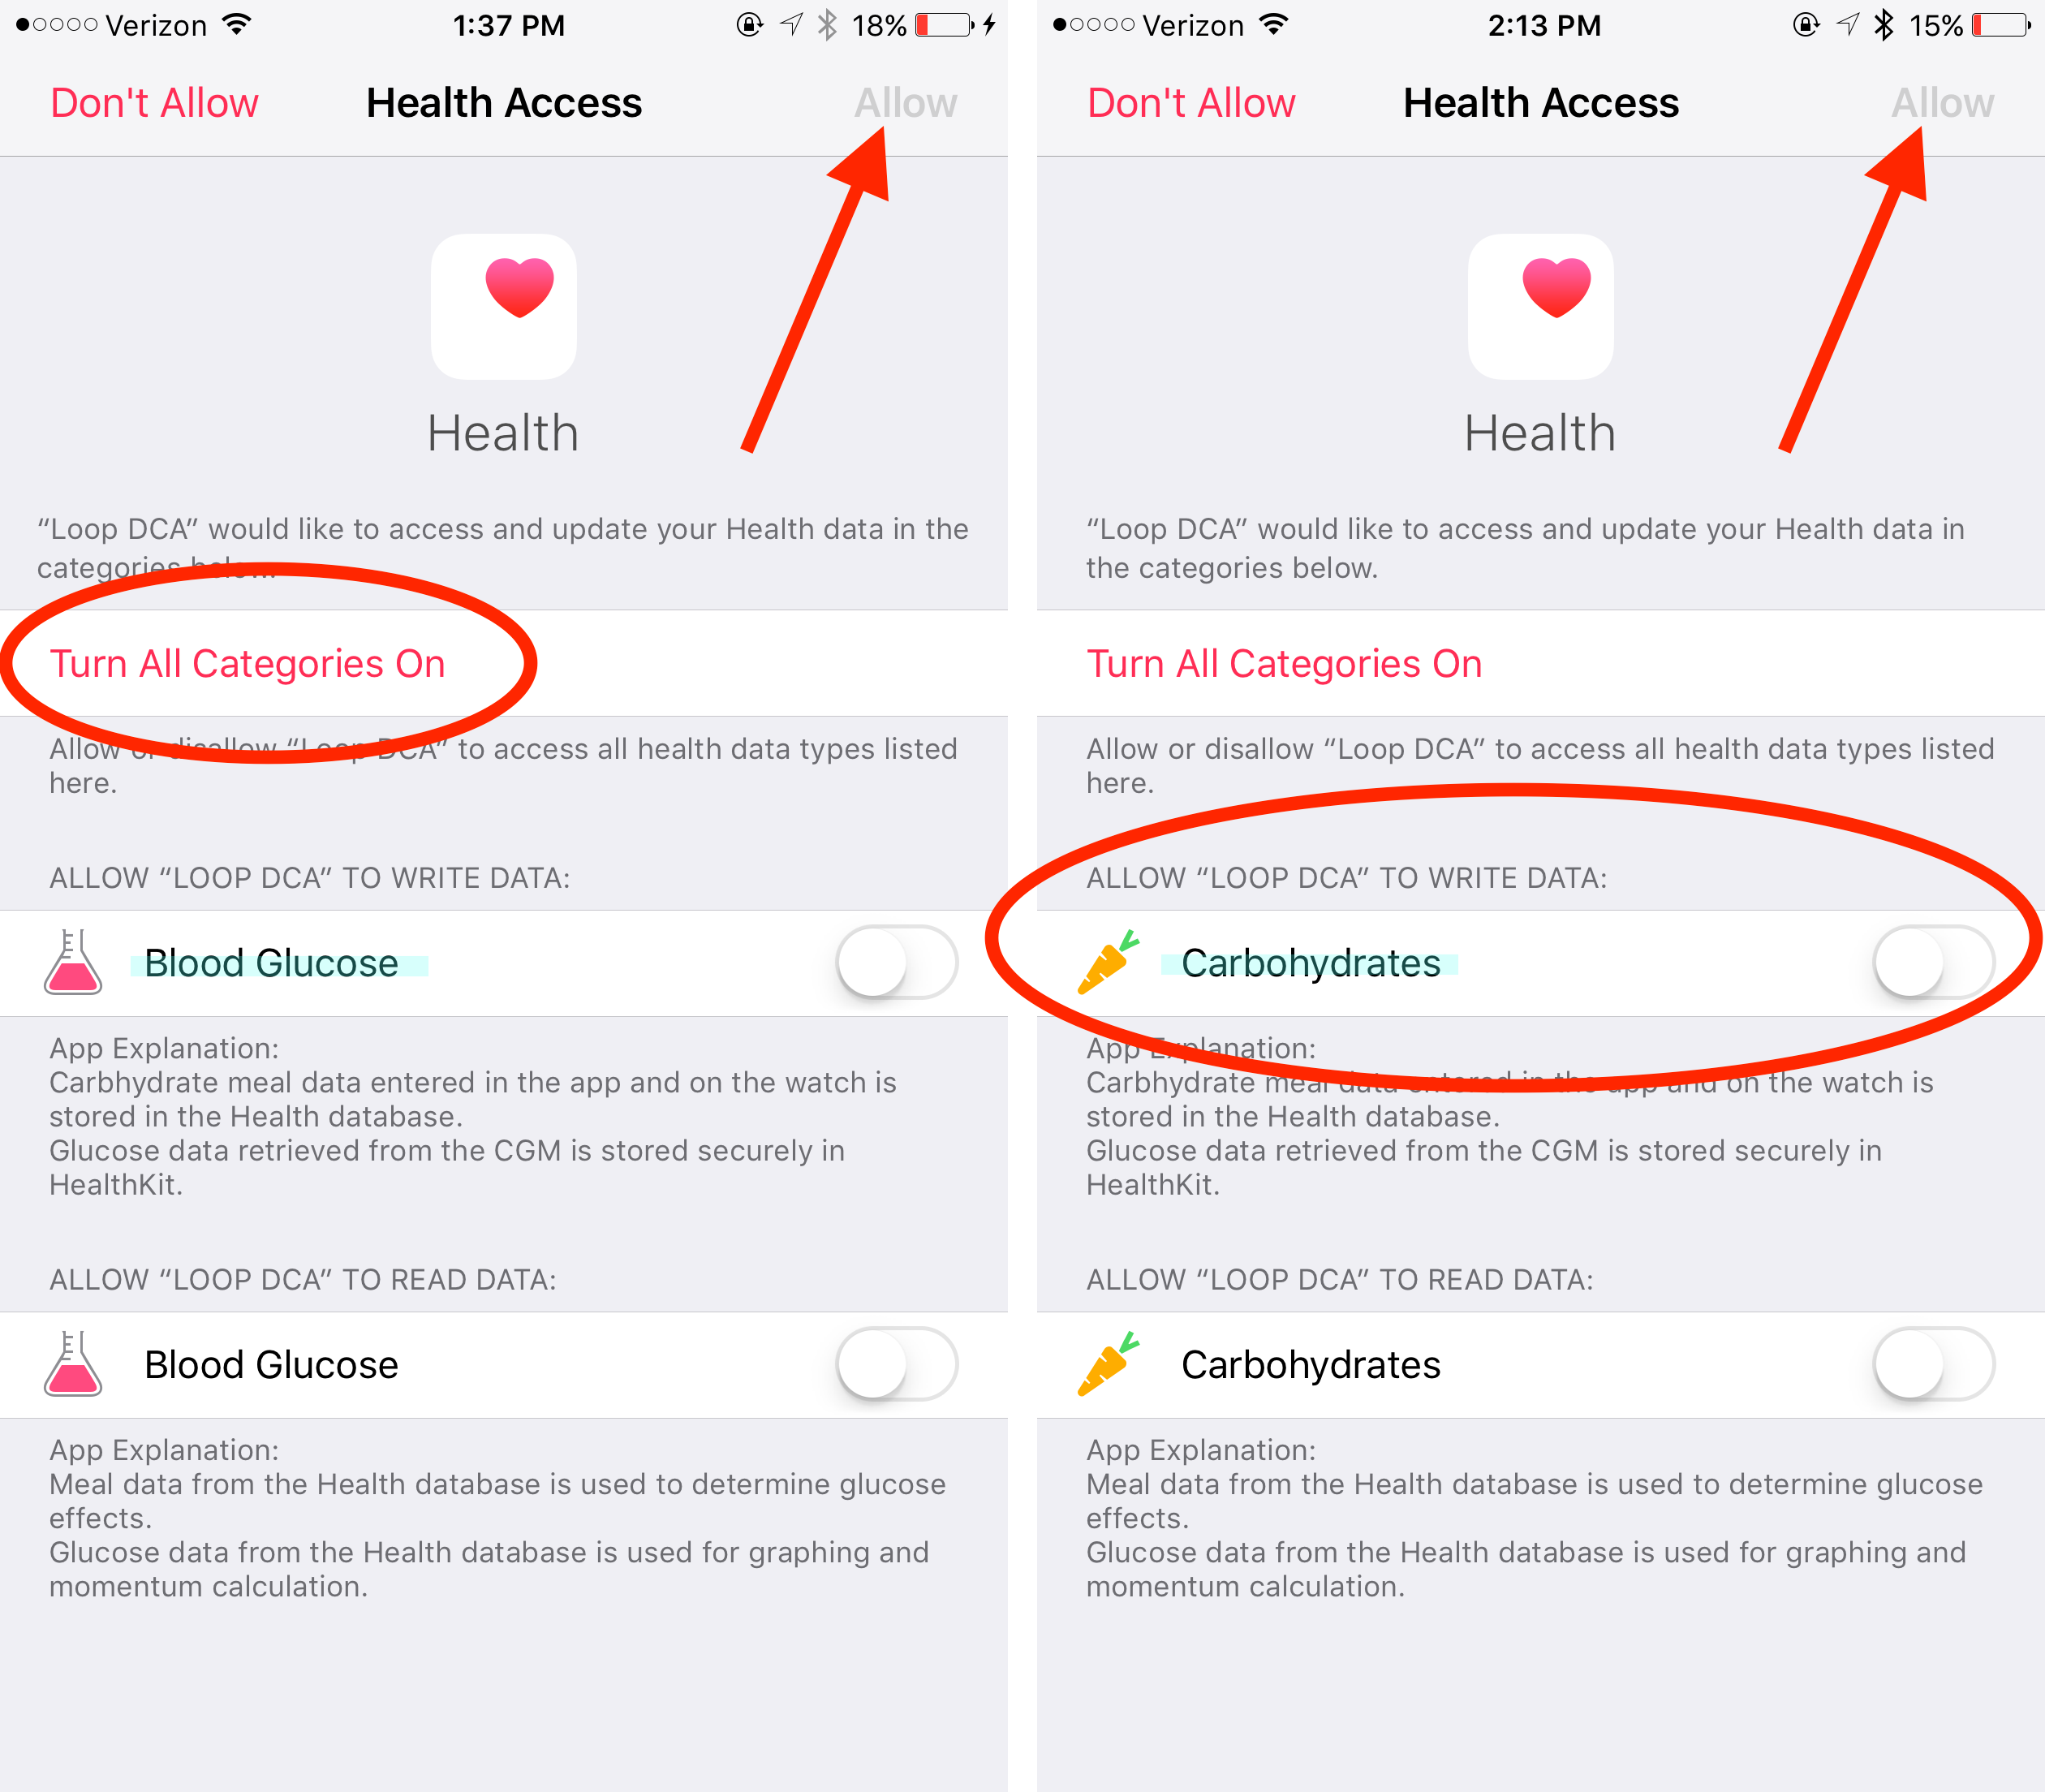 Verizon 1:37 PM 18%
Don't Allow Health Access Allow
Health
“Loop DCA” would like to access and update your Health data in the
categories below.
Turn All Categories On
Allow or disallow “Loop DCA” to access all health data types listed
here.
ALLOW “LOOP DCA” TO WRITE DATA:
Blood Glucose
App Explanation:
Carbhydrate meal data entered in the app and on the watch is
stored in the Health database.
Glucose data retrieved from the CGM is stored securely in
HealthKit.
ALLOW “LOOP DCA” TO READ DATA:
Blood Glucose
App Explanation:
Meal data from the Health database is used to determine glucose
effects.
Glucose data from the Health database is used for graphing and
momentum calculation.
Verizon 2:13 PM 15%
Don't Allow Health Access Allow
Health
“Loop DCA” would like to access and update your Health data in
the categories below.
Turn All Categories On
Allow or disallow “Loop DCA” to access all health data types listed
here.
ALLOW “LOOP DCA” TO WRITE DATA:
Carbohydrates
App Explanation:
Carbhydrate meal data entered in the app and on the watch is
stored in the Health database.
Glucose data retrieved from the CGM is stored securely in
HealthKit.
ALLOW “LOOP DCA” TO READ DATA:
Carbohydrates
App Explanation:
Meal data from the Health database is used to determine glucose
effects.
Glucose data from the Health database is used for graphing and
momentum calculation.